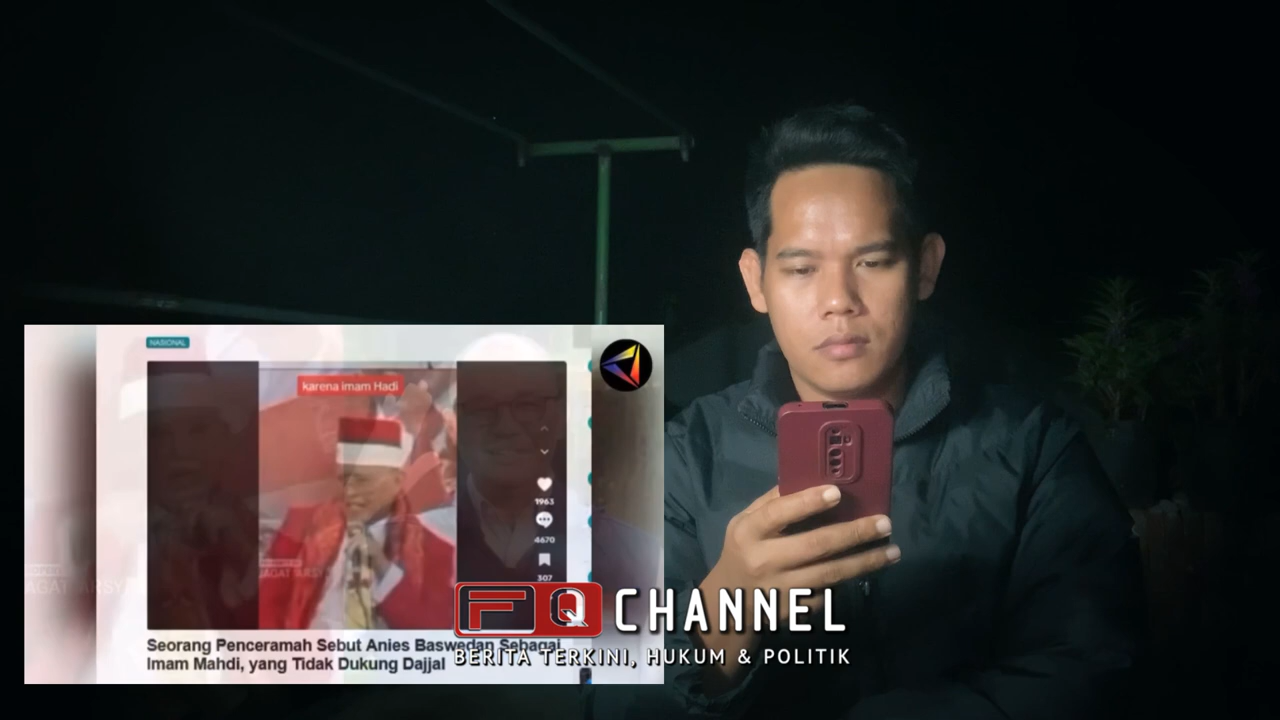 NASIONAL
karena imam Hadi
1963
4670
307
Seorang Penceramah Sebut Anies Baswedan Sebagai
Imam Mahdi, yang Tidak Dukung Dajjal
FQ CHANNEL
BERITA TERKINI, HUKUM & POLITIK